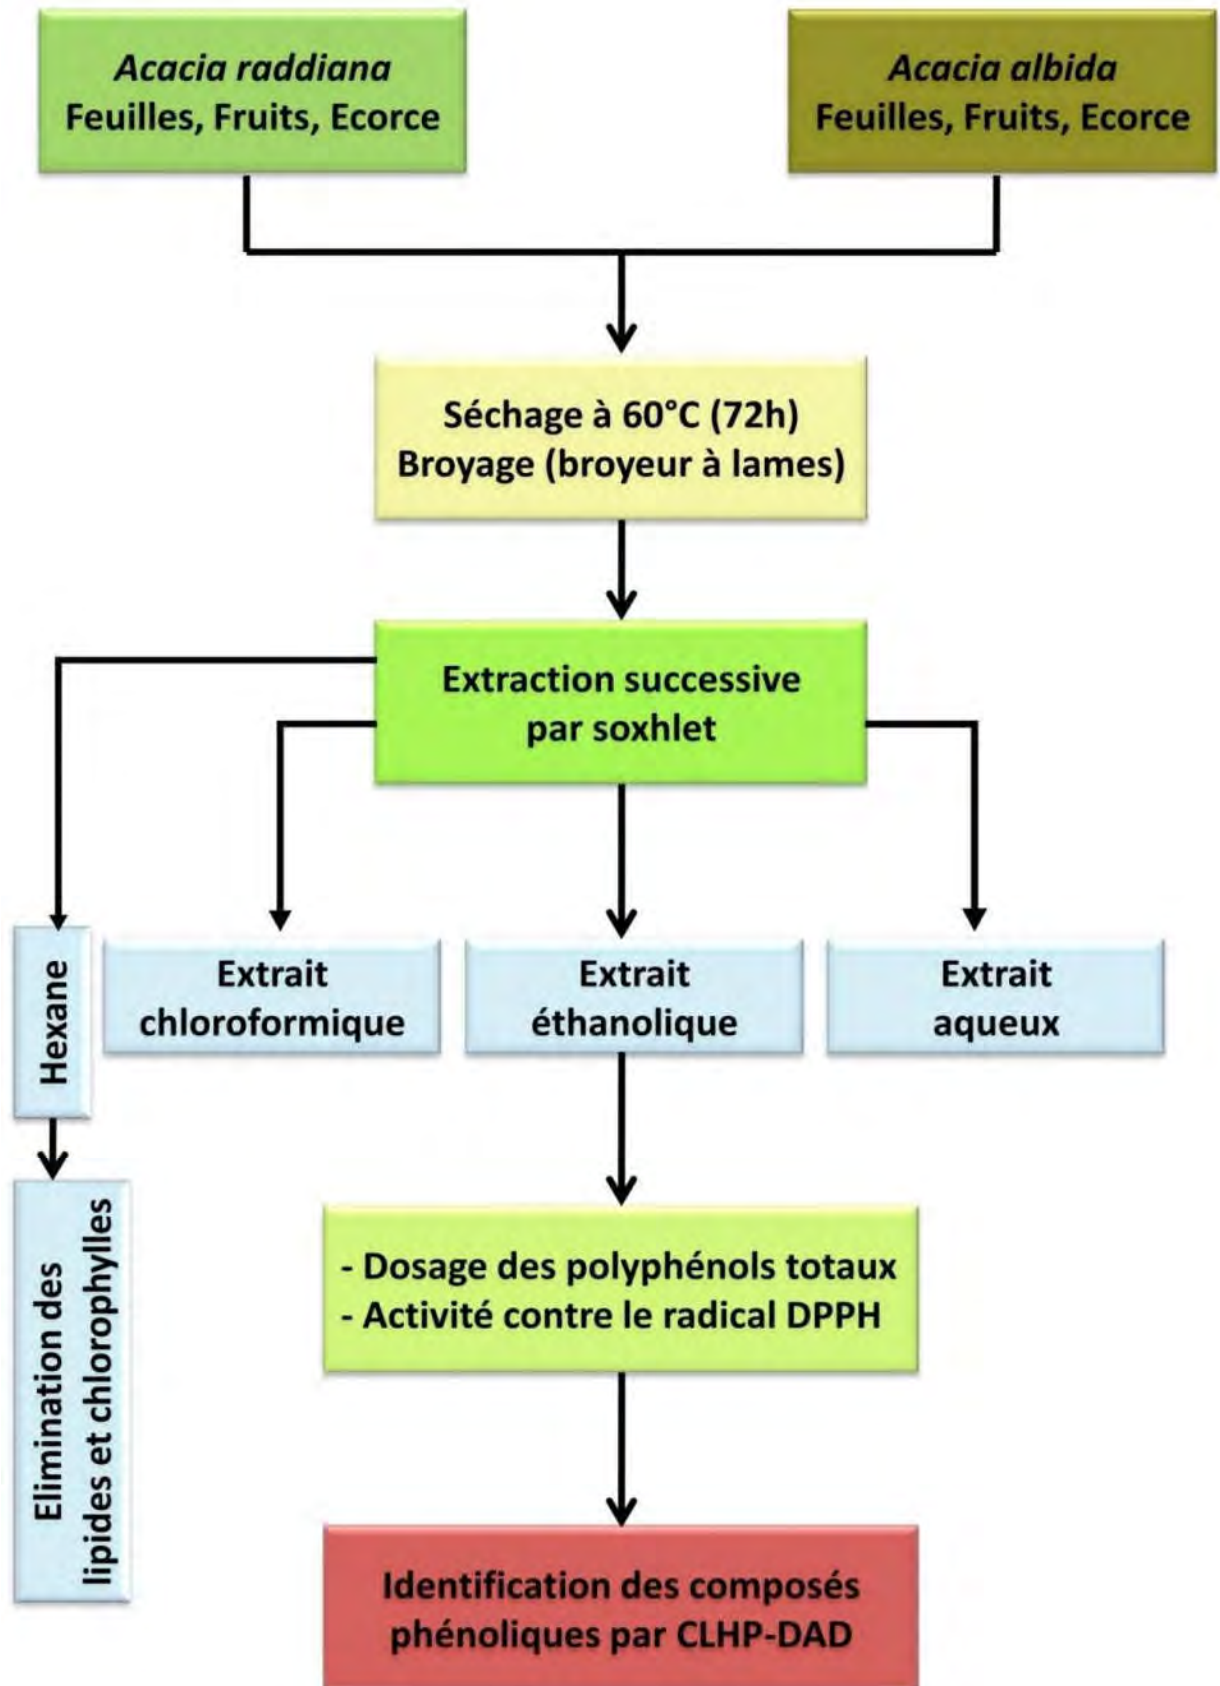 Acacia raddiana
Feuilles, Fruits, Ecorce
Acacia albida
Feuilles, Fruits, Ecorce
Séchage à 60°C (72h)
Broyage (broyeur à lames)
Extraction successive
par soxhlet
Hexane
Extrait
chloroformique
Extrait
éthanolique
Extrait
aqueux
Elimination des
lipides et chlorophylles
- Dosage des polyphénols totaux
- Activité contre le radical DPPH
Identification des composés
phénoliques par CLHP-DAD